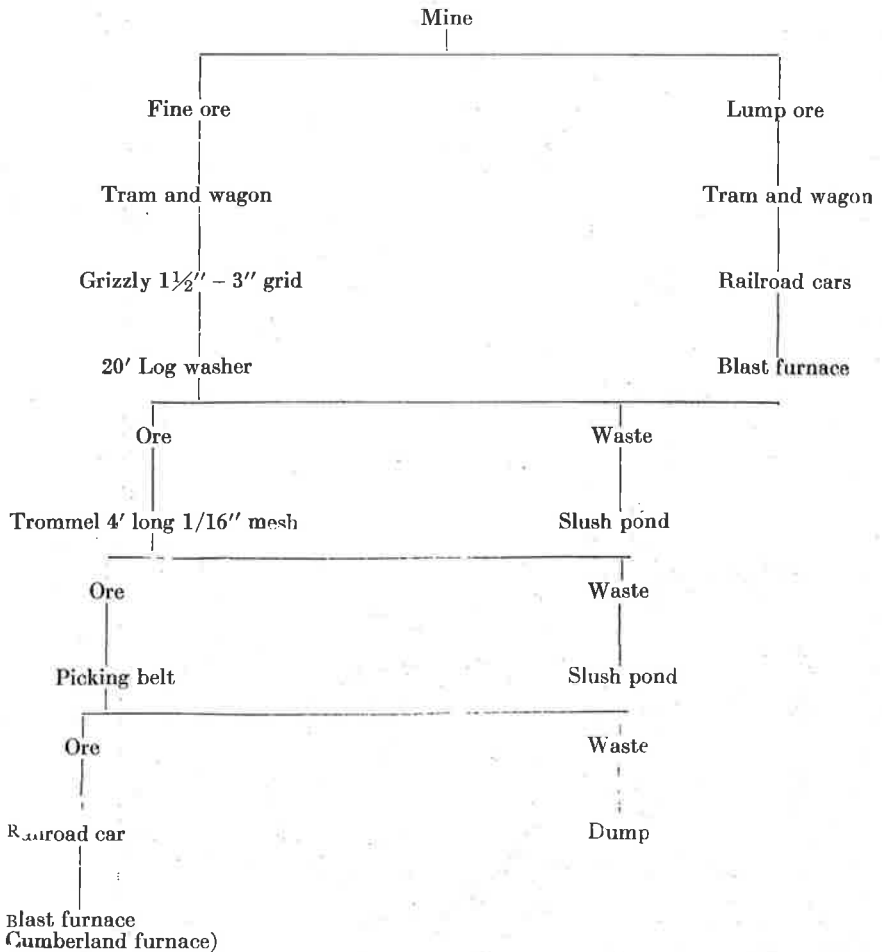 Mine
Fine ore
Lump ore
Tram and wagon
Tram and wagon
Grizzly 1½″ – 3″ grid
Railroad cars
20′ Log washer
Blast furnace
Ore
Waste
Trommel 4′ long 1/16″ mesh
Slush pond
Ore
Waste
Picking belt
Slush pond
Ore
Waste
Railroad car
Dump
Blast furnace
Cumberland furnace)